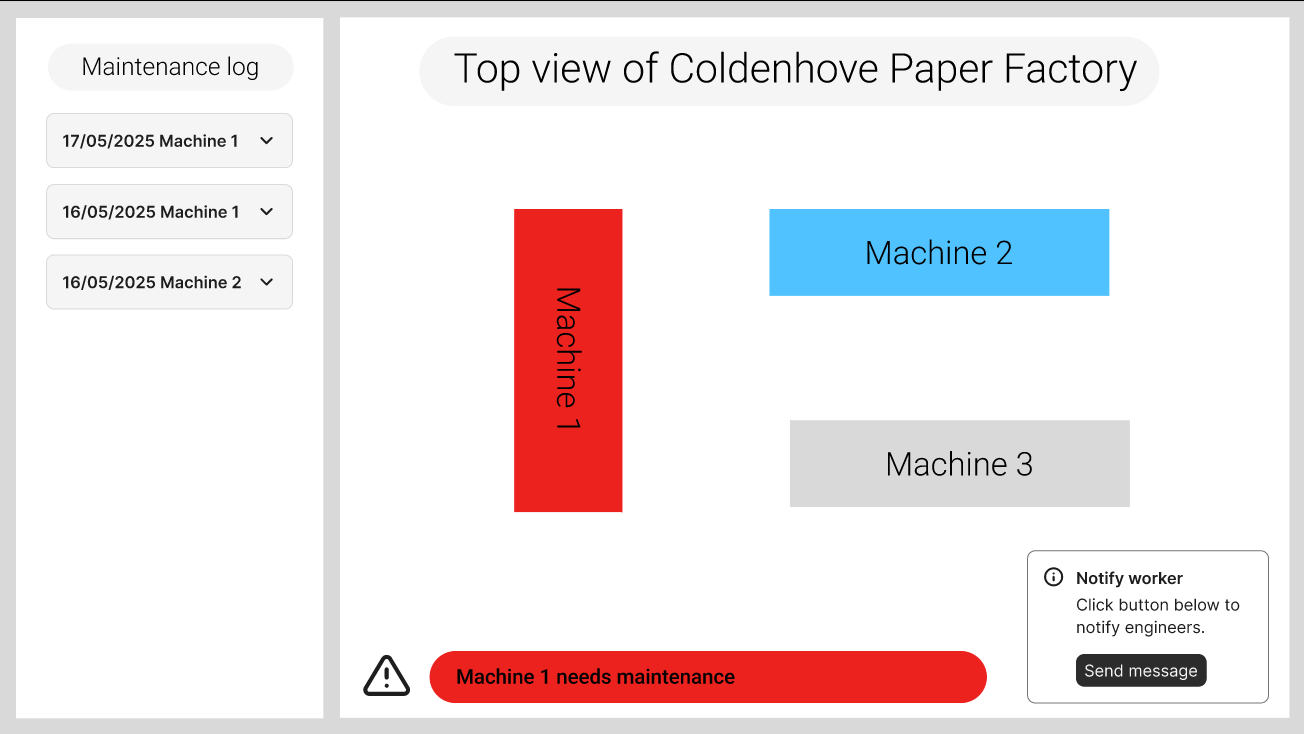 Maintenance log
17/05/2025 Machine 1
16/05/2025 Machine 1
16/05/2025 Machine 2
Top view of Coldenhove Paper Factory
Machine 1
Machine 2
Machine 3
Machine 1 needs maintenance
Notify worker
Click button below to
notify engineers.
Send message